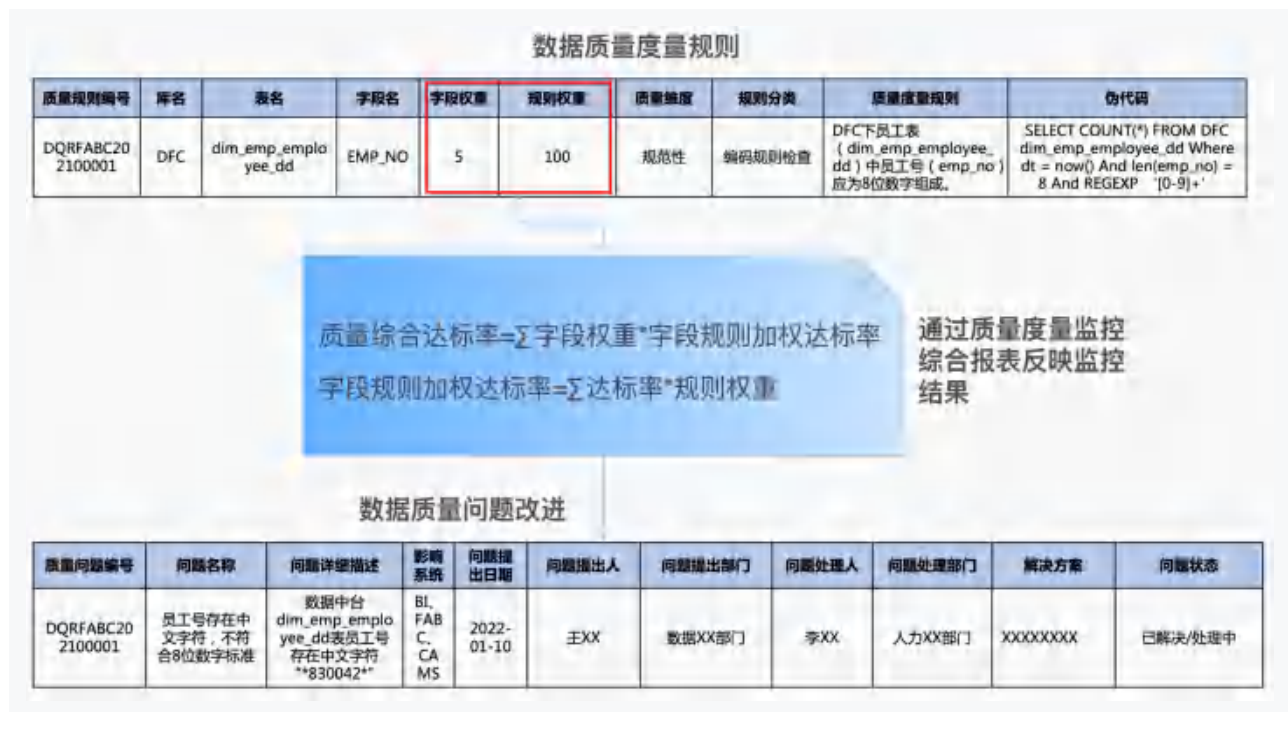 数据质量度量规则
质量规则编号 库名 表名 字段名 字段权重 规则权重 质量维度 规则分类 质量度量规则 伪代码
DQRFABC20
2100001
DFC
dim_emp_emplo
yee_dd
EMP_NO
5
100
规范性
编码规则检查
DFC下员工表
(dim_emp_employee_
dd)中员工号(emp_no)
应为8位数字组成。
SELECT COUNT(*) FROM DFC
dim_emp_employee_dd Where
dt = now() And len(emp_no) =
8 And REGEXP '[0-9]+'
质量综合达标率=∑字段权重*字段规则加权达标率
字段规则加权达标率=∑达标率*规则权重
通过质量度量监控
综合报表反映监控
结果
数据质量问题改进
质量问题编号 问题名称 问题详细描述 影响系统 问题提出日期 问题提出人 问题提出部门 问题处理人 问题处理部门 解决方案 问题状态
DQRFABC20
2100001
员工号存在中
文字符,不符
合8位数字标准
数据中台
dim_emp_emplo
yee_dd表员工号
存在中文字符
"*830042*"
BI,
FAB
C,
CA
MS
2022-
01-10
王XX
数据XX部门
李XX
人力XX部门
XXXXXXXX
已解决/处理中